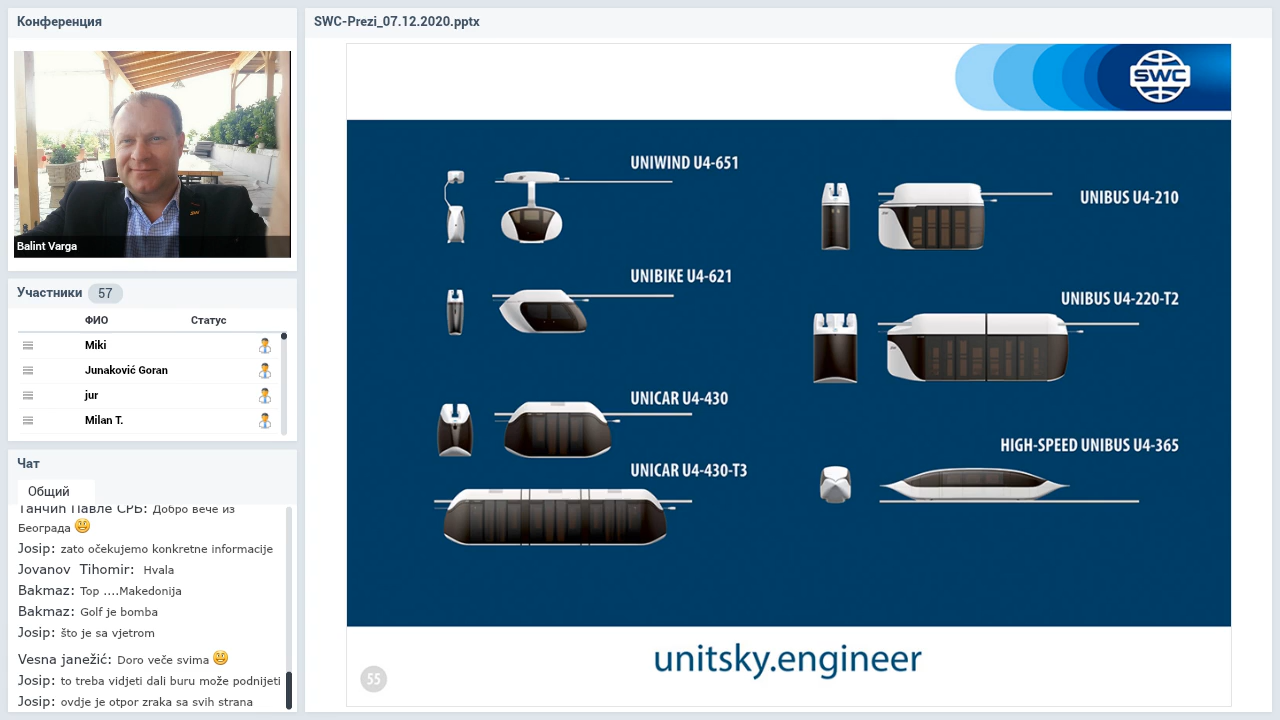 Конференция
Balint Varga
Участники 57
ФИО Статус
Miki
Junaković Goran
jur
Milan T.
Чат
Общий
Танчић Павле СРБ: Добро вече из
Београда
Josip: zato očekujemo konkretne informacije
Jovanov Tihomir: Hvala
Bakmaz: Top ....Makedonija
Bakmaz: Golf je bomba
Josip: što je sa vjetrom
Vesna janežić: Doro veče svima
Josip: to treba vidjeti dali buru može podnijeti
Josip: ovdje je otpor zraka sa svih strana
SWC-Prezi_07.12.2020.pptx
SWC
UNIWIND U4-651
UNIBIKE U4-621
UNICAR U4-430
UNICAR U4-430-T3
UNIBUS U4-210
UNIBUS U4-220-T2
HIGH-SPEED UNIBUS U4-365
unitsky.engineer
55